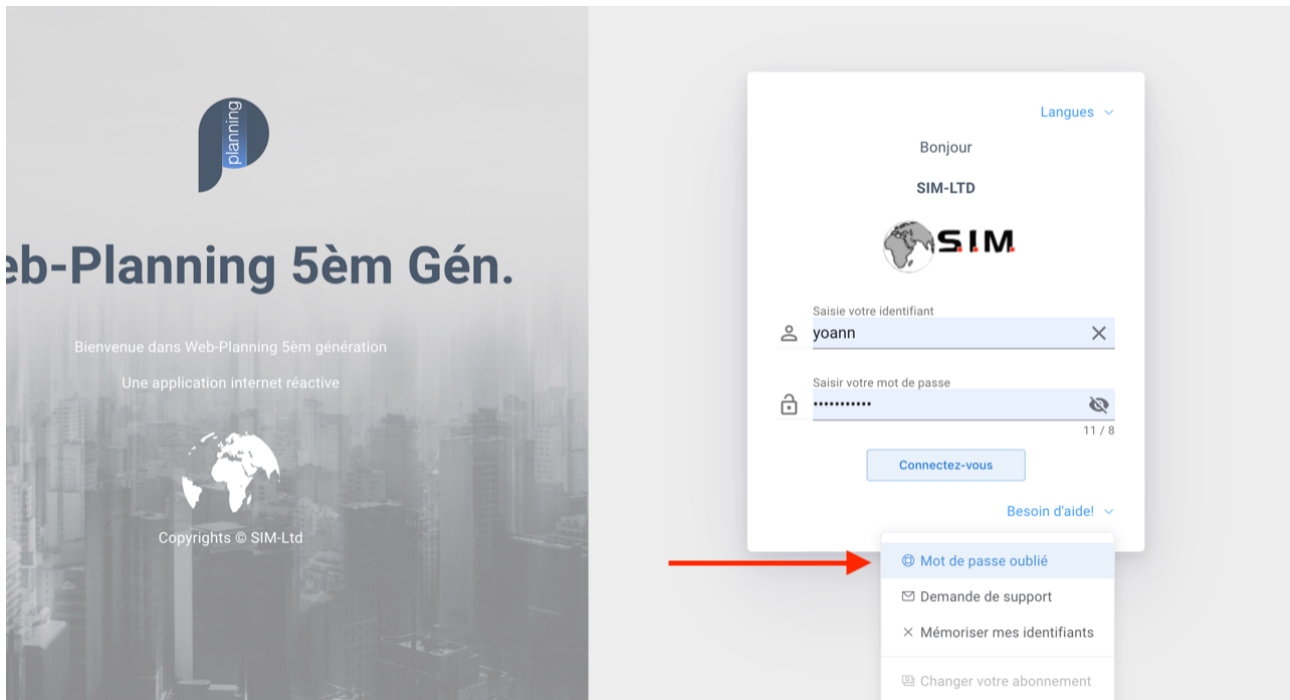 planning
eb-Planning 5èm Gén.
Bienvenue dans Web-Planning 5èm génération
Une application internet réactive
Copyrights © SIM-Ltd
Langues
Bonjour
SIM-LTD
S.I.M.
Saisie votre identifiant
yoann
Saisir votre mot de passe
•••••••••••
11 / 8
Connectez-vous
Besoin d'aide!
Mot de passe oublié
Demande de support
Mémoriser mes identifiants
Changer votre abonnement